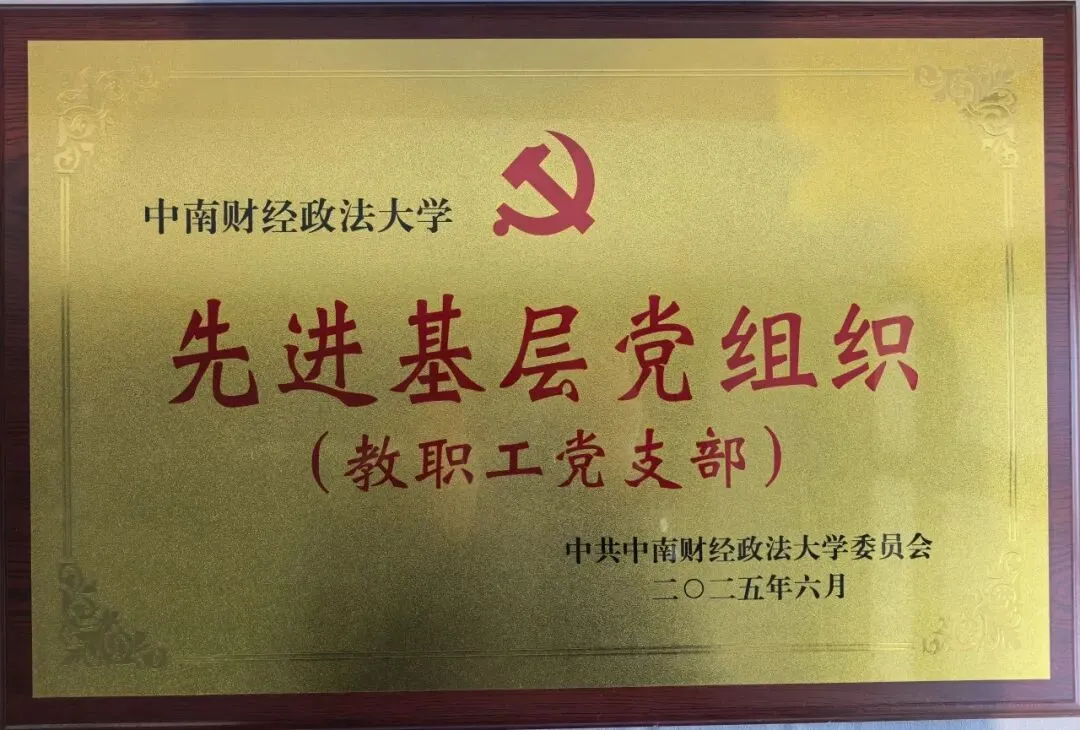 中南财经政法大学
先进基层党组织
（教职工党支部）
中共中南财经政法大学委员会
二〇二五年六月